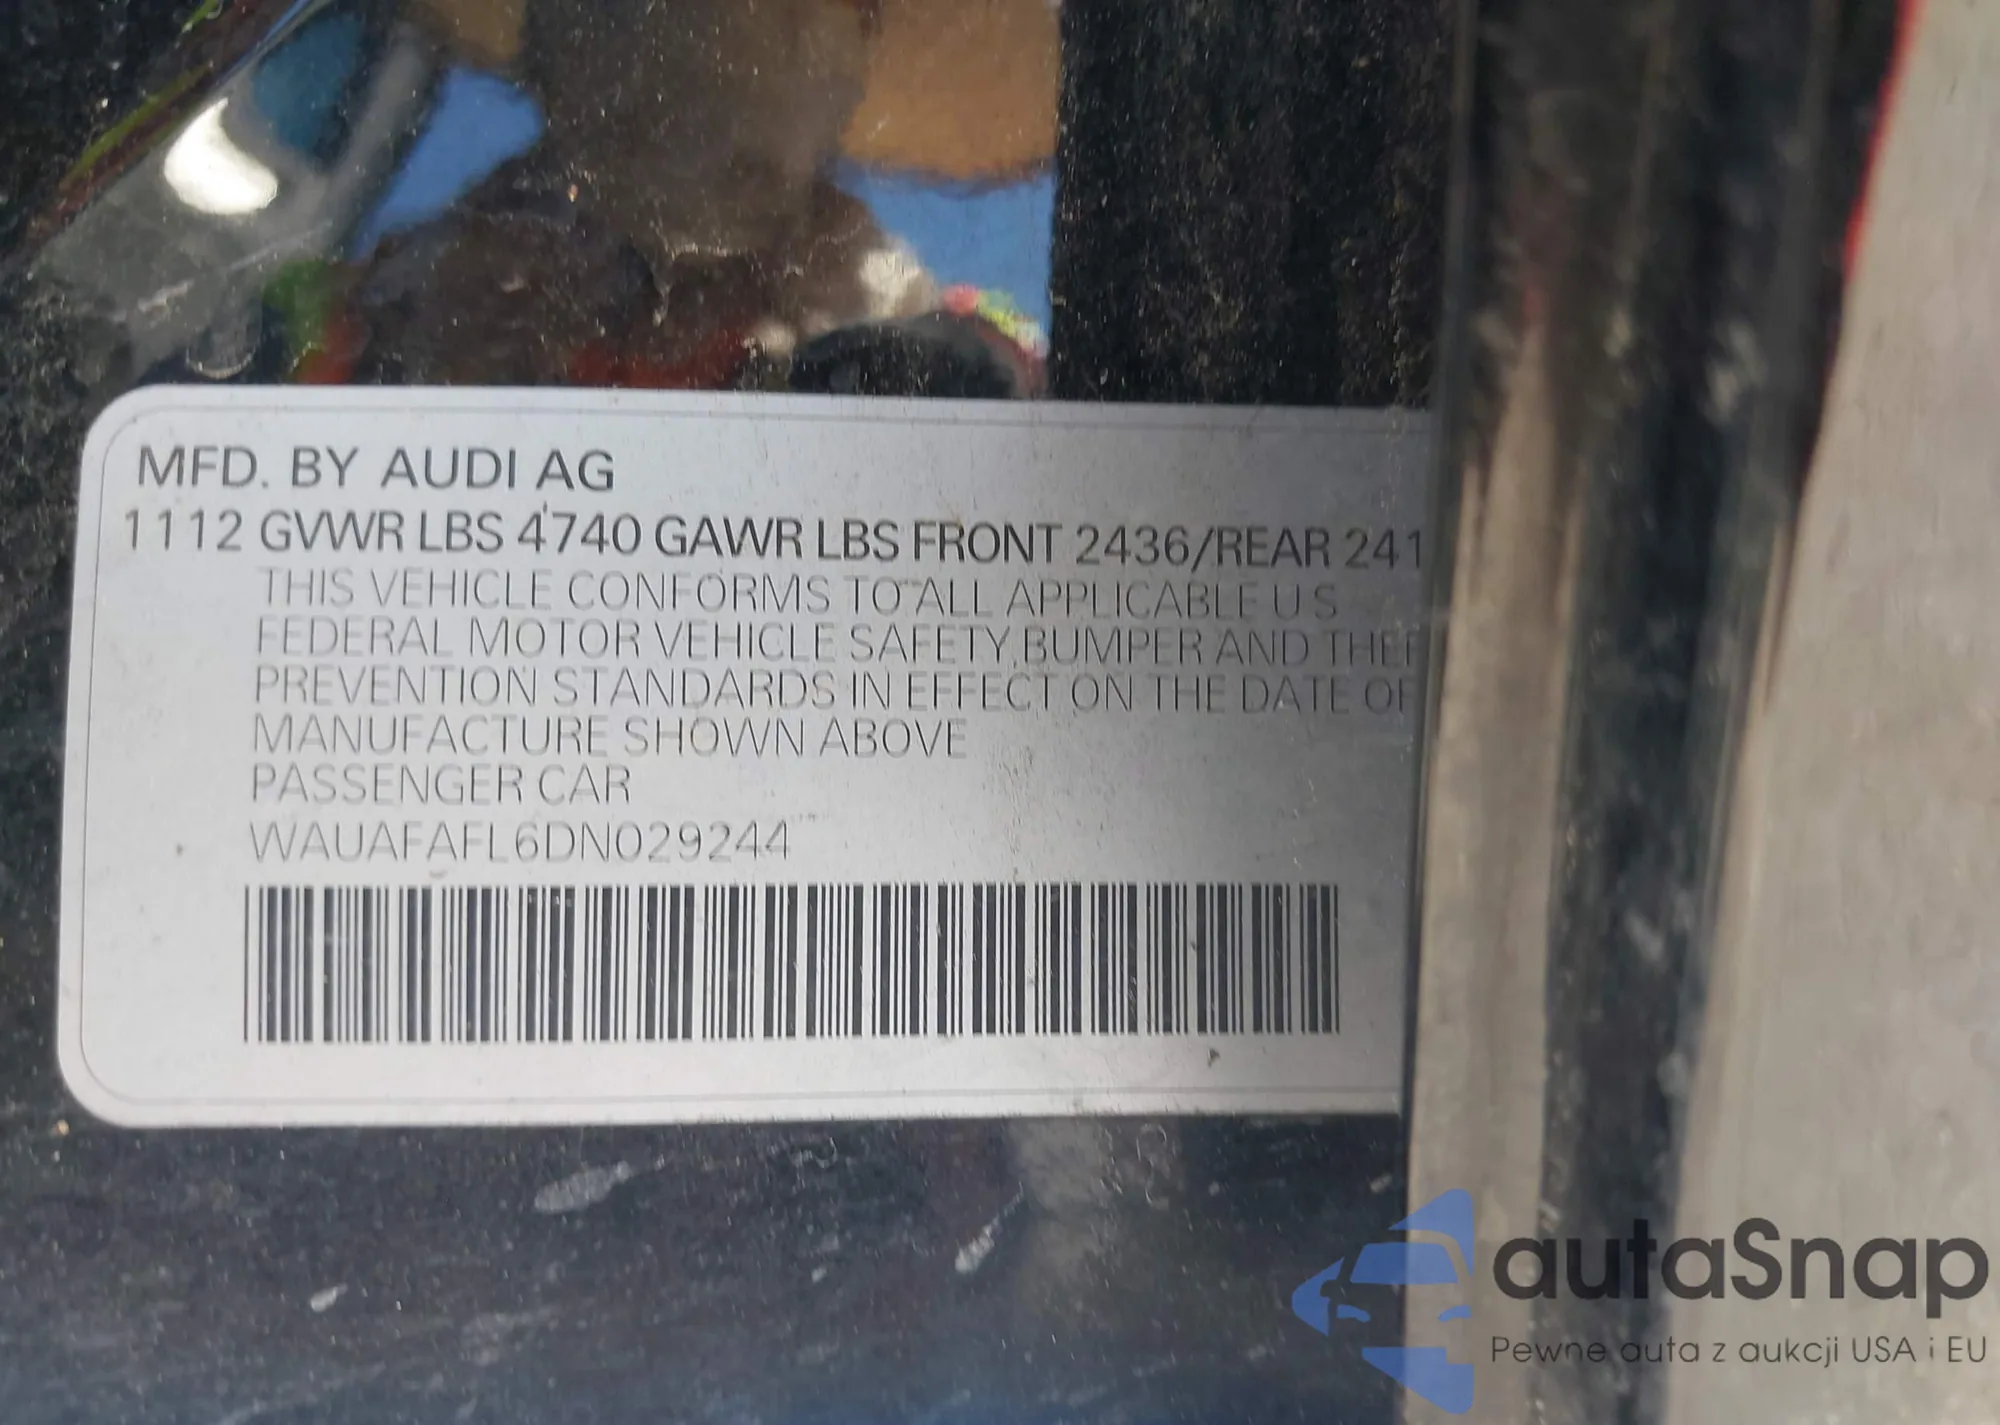 MFD. BY AUDI AG
1112 GVWR LBS 4740 GAWR LBS FRONT 2436/REAR 241
THIS VEHICLE CONFORMS TO ALL APPLICABLE U S
FEDERAL MOTOR VEHICLE SAFETY, BUMPER AND THEF
PREVENTION STANDARDS IN EFFECT ON THE DATE OF
MANUFACTURE SHOWN ABOVE
PASSENGER CAR
WAUAFAFL6DN029244
autaSnap
Pewne auta z aukcji USA i EU